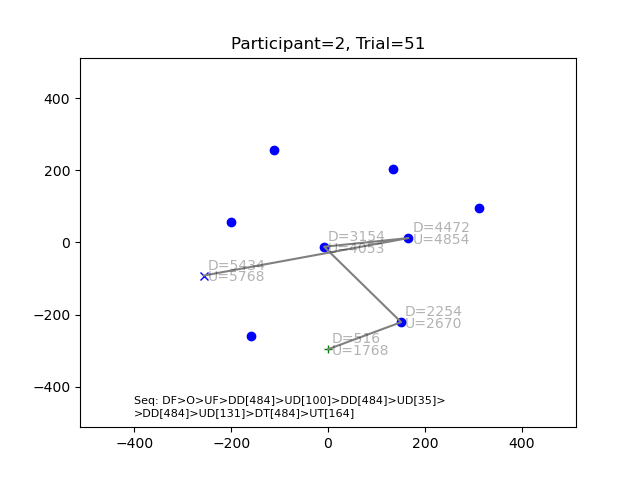 Participant=2, Trial=51
400
200
0
−200
−400
D=3154
U=4053
D=4472
U=4854
D=5434
U=5768
D=2254
U=2670
D=516
U=1768
Seq: DF>O>UF>DD[484]>UD[100]>DD[484]>UD[35]>
>DD[484]>UD[131]>DT[484]>UT[164]
−400 −200 0 200 400